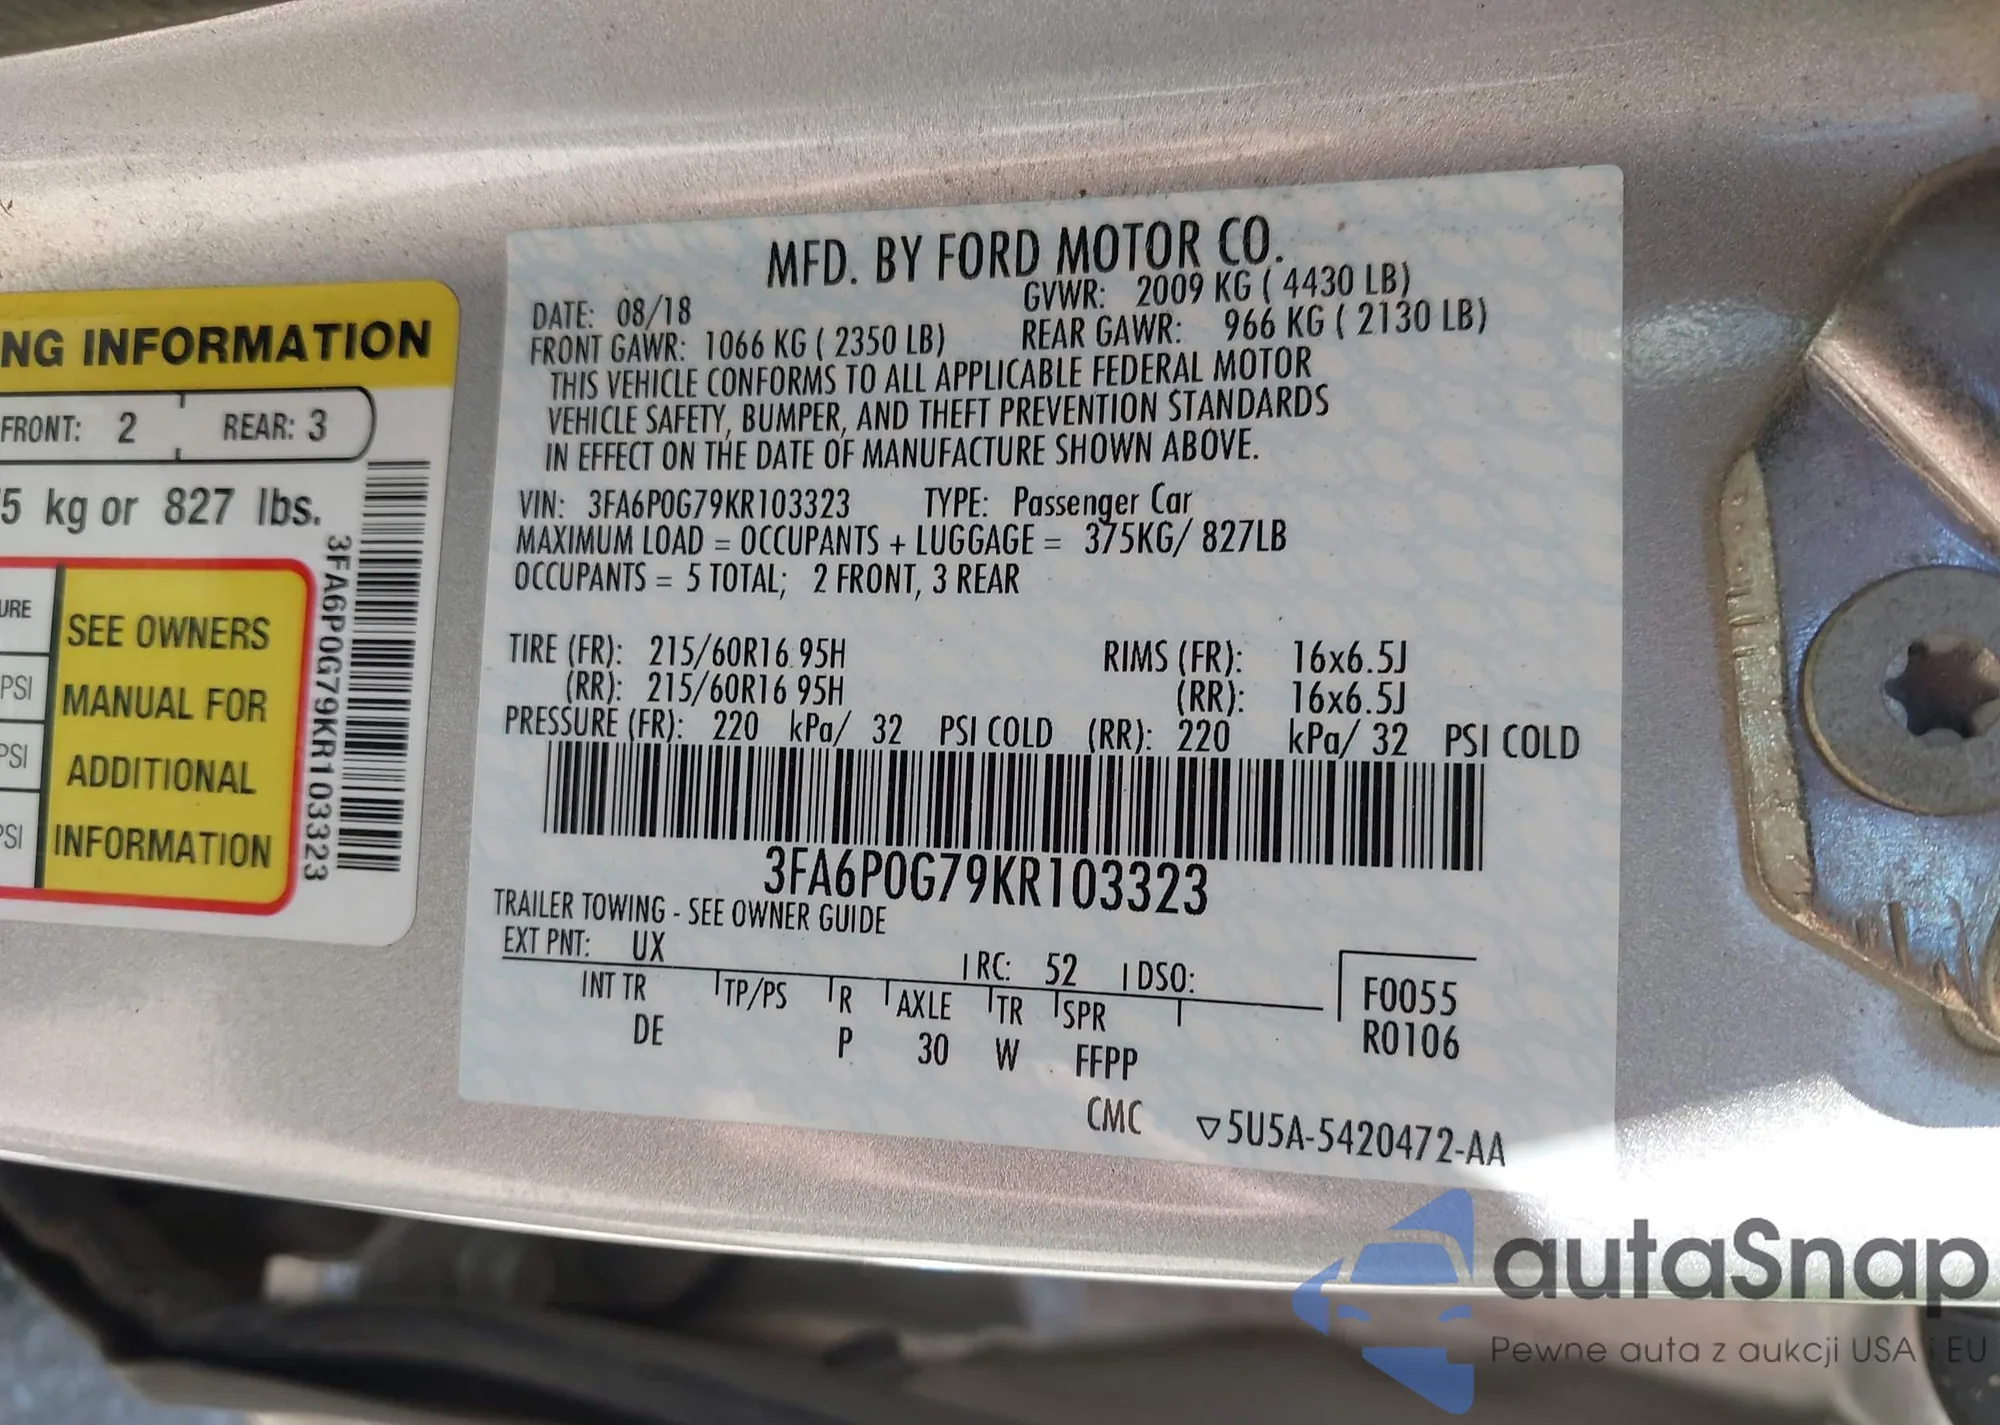 NG INFORMATION
FRONT: 2 REAR: 3
5 kg or 827 lbs.
URE
PSI
PSI
PSI
SEE OWNERS
MANUAL FOR
ADDITIONAL
INFORMATION
3FA6P0G79KR103323
MFD. BY FORD MOTOR CO.
DATE: 08/18 GVWR: 2009 KG ( 4430 LB)
FRONT GAWR: 1066 KG ( 2350 LB) REAR GAWR: 966 KG ( 2130 LB)
THIS VEHICLE CONFORMS TO ALL APPLICABLE FEDERAL MOTOR
VEHICLE SAFETY, BUMPER, AND THEFT PREVENTION STANDARDS
IN EFFECT ON THE DATE OF MANUFACTURE SHOWN ABOVE.
VIN: 3FA6P0G79KR103323 TYPE: Passenger Car
MAXIMUM LOAD = OCCUPANTS + LUGGAGE = 375KG/ 827LB
OCCUPANTS = 5 TOTAL; 2 FRONT, 3 REAR
TIRE (FR): 215/60R16 95H RIMS (FR): 16x6.5J
(RR): 215/60R16 95H (RR): 16x6.5J
PRESSURE (FR): 220 kPa/ 32 PSI COLD (RR): 220 kPa/ 32 PSI COLD
3FA6P0G79KR103323
TRAILER TOWING - SEE OWNER GUIDE
EXT PNT: UX RC: 52 DSO:
INT TR TP/PS R AXLE TR SPR
DE P 30 W FFPP
F0055
R0106
CMC ▽5U5A-5420472-AA
autaSnap
Pewne auta z aukcji USA i EU